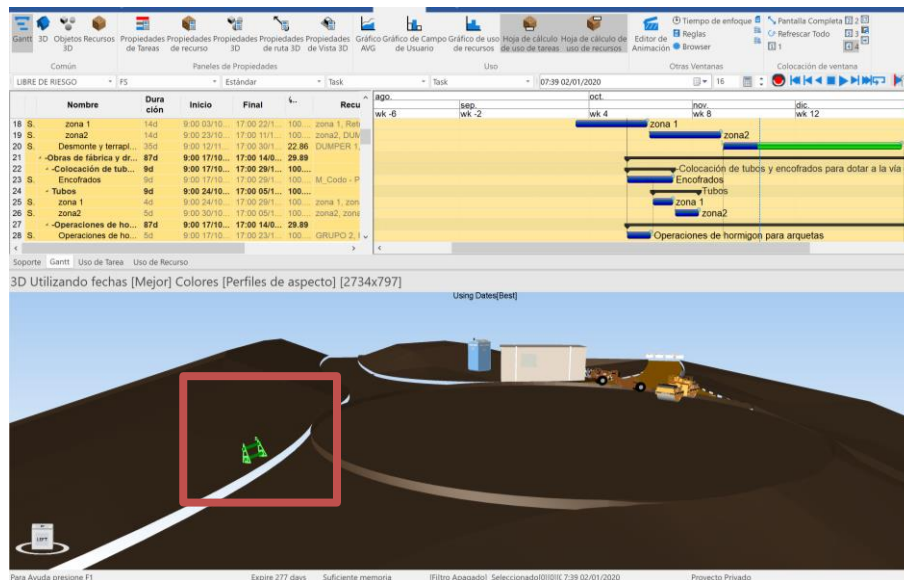 Gantt 3D Objetos 3D Recursos Propiedades de Tareas Propiedades de recurso Propiedades 3D Propiedades de ruta 3D Propiedades de Vista 3D Gráfico AVG Gráfico de Campo de Usuario Gráfico de uso de recursos Hoja de cálculo de uso de tareas Hoja de cálculo de uso de recursos Editor de Animación
Tiempo de enfoque
Reglas
Browser
Pantalla Completa 2
Refrescar Todo 3
1 4
Común Paneles de Propiedades Uso Otras Ventanas Colocación de ventana
LIBRE DE RIESGO FS Estándar Task Task 07:39 02/01/2020 16
Nombre Duración Inicio Final Recu
ago. oct.
sep. nov. dic.
wk -6 wk -2 wk 4 wk 8 wk 12
18 S. zona 1 14d 9:00 03/10... 17:00 22/1... 100.... zona 1, Ret
zona 1
19 S. zona2 14d 9:00 23/10... 17:00 11/1... 100.... zona2, DUM
zona2
20 S. Desmonte y terrapl... 35d 9:00 12/11... 17:00 30/1... 22.86 DUMPER 1,
21 -Obras de fábrica y dr... 87d 9:00 17/10... 17:00 14/0... 29.89
22 -Colocación de tub... 9d 9:00 17/10... 17:00 29/1... 100....
-Colocación de tubos y encofrados para dotar a la vía
23 S. Encofrados 9d 9:00 17/10... 17:00 29/1... 100.... M_Codo - P
Encofrados
24 - Tubos 9d 9:00 24/10... 17:00 05/1... 100....
Tubos
25 S. zona 1 4d 9:00 24/10... 17:00 29/1... 100.... zona 1, zon
zona 1
26 S. zona2 5d 9:00 30/10... 17:00 05/1... 100.... zona2, zona
zona2
27 -Operaciones de ho... 87d 9:00 17/10... 17:00 14/0... 29.89
28 S. Operaciones de ho... 5d 9:00 17/10... 17:00 23/1... 100.... GRUPO 2, I
Operaciones de hormigon para arquetas
Soporte Gantt Uso de Tarea Uso de Recurso
3D Utilizando fechas [Mejor] Colores [Perfiles de aspecto] [2734x797]
Using Dates[Best]
LEFT
Para Ayuda presione F1 Expire 277 days Suficiente memoria [Filtro Apagado] Seleccionado[0][0][ 7:39 02/01/2020 Proyecto Privado